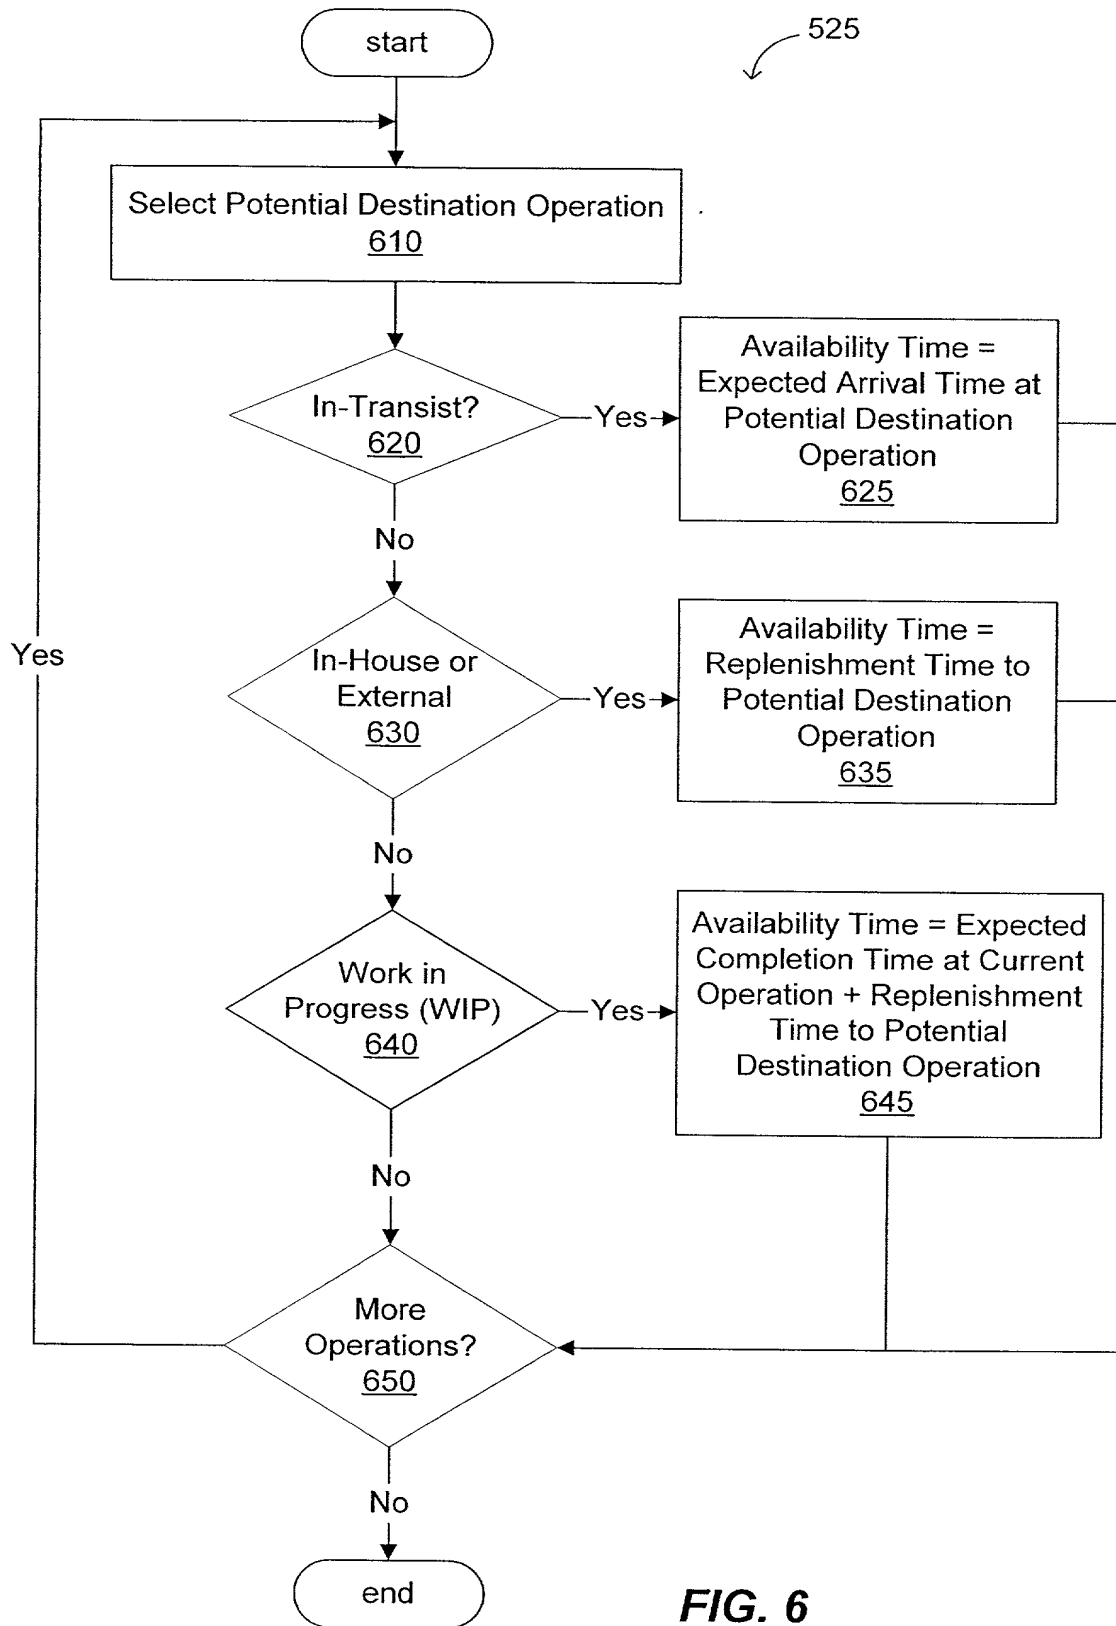 start
525
Select Potential Destination Operation
610
In-Transist?
620
Yes
Availability Time =
Expected Arrival Time at
Potential Destination
Operation
625
No
Yes
In-House or
External
630
Yes
Availability Time =
Replenishment Time to
Potential Destination
Operation
635
No
Work in
Progress (WIP)
640
Yes
Availability Time = Expected
Completion Time at Current
Operation + Replenishment
Time to Potential
Destination Operation
645
No
More
Operations?
650
No
end
FIG. 6